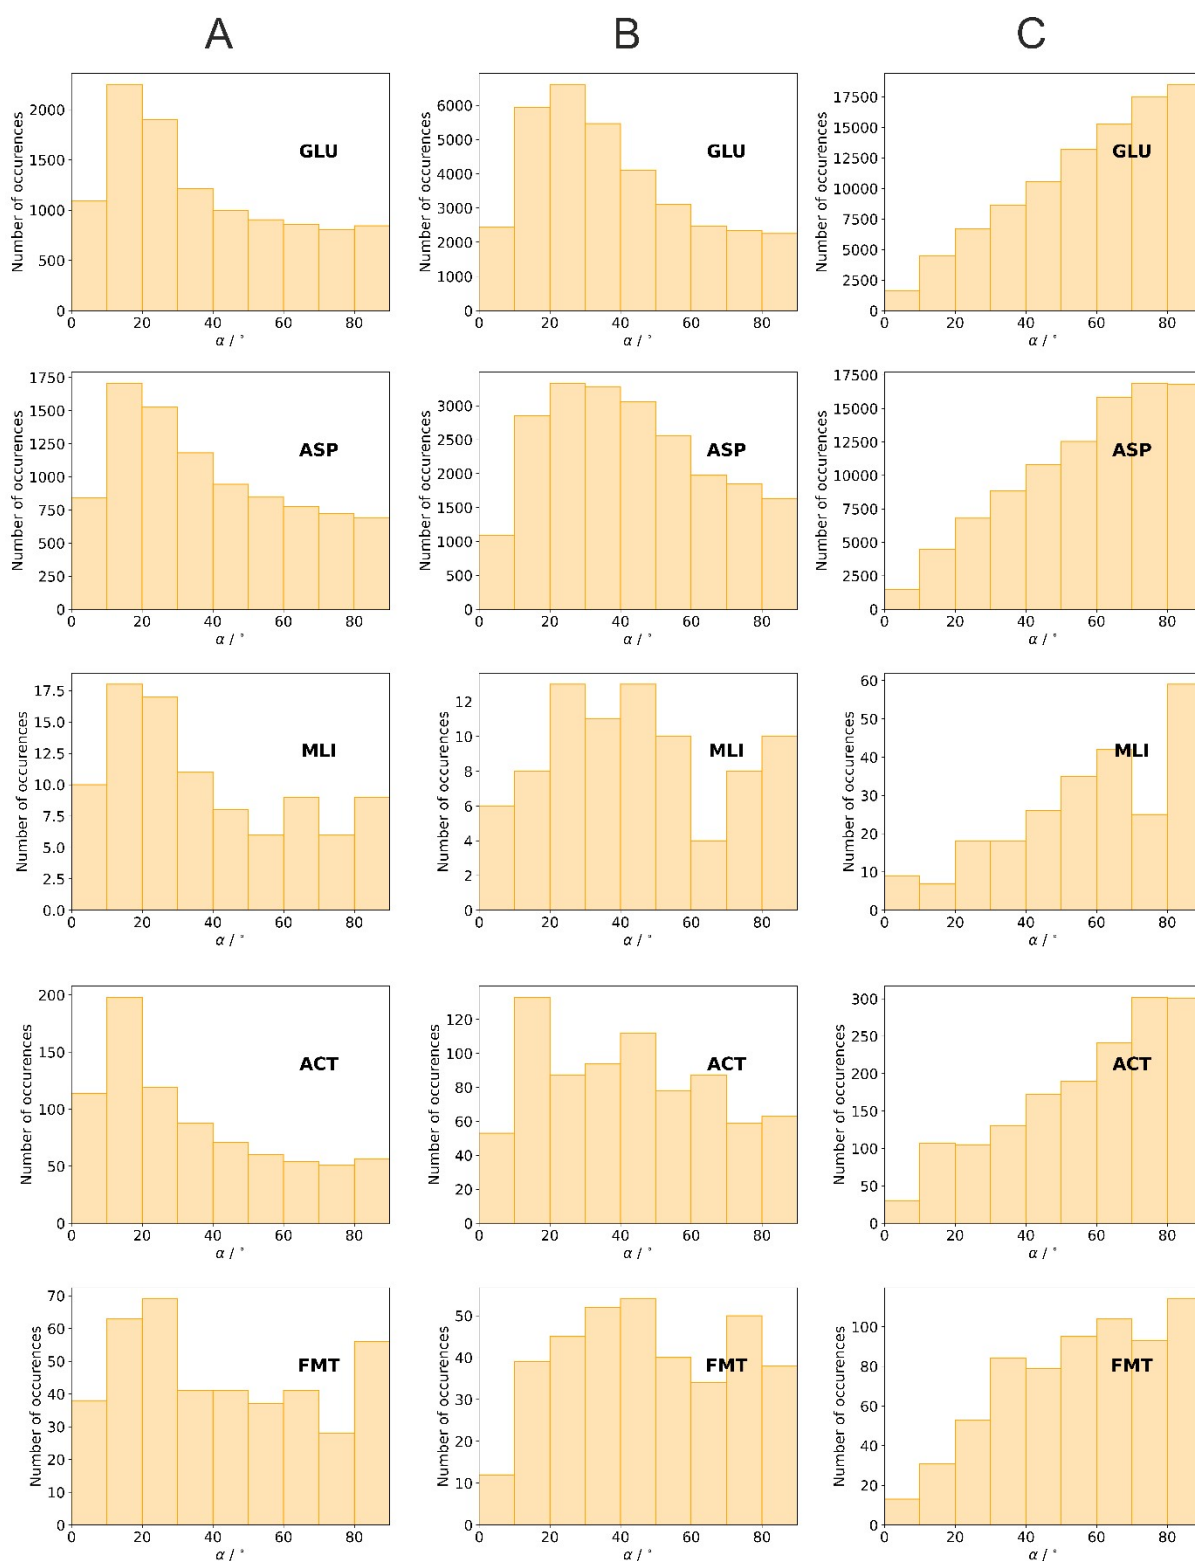 A B C
Number of occurences
2000
1500
1000
500
0
GLU
0 20 40 60 80
α / °
Number of occurences
6000
5000
4000
3000
2000
1000
0
GLU
0 20 40 60 80
α / °
Number of occurences
17500
15000
12500
10000
7500
5000
2500
0
GLU
0 20 40 60 80
α / °
Number of occurences
1750
1500
1250
1000
750
500
250
0
ASP
0 20 40 60 80
α / °
Number of occurences
3000
2500
2000
1500
1000
500
0
ASP
0 20 40 60 80
α / °
Number of occurences
17500
15000
12500
10000
7500
5000
2500
0
ASP
0 20 40 60 80
α / °
Number of occurences
17.5
15.0
12.5
10.0
7.5
5.0
2.5
0.0
MLI
0 20 40 60 80
α / °
Number of occurences
12
10
8
6
4
2
0
MLI
0 20 40 60 80
α / °
Number of occurences
60
50
40
30
20
10
0
MLI
0 20 40 60 80
α / °
Number of occurences
200
150
100
50
0
ACT
0 20 40 60 80
α / °
Number of occurences
120
100
80
60
40
20
0
ACT
0 20 40 60 80
α / °
Number of occurences
300
250
200
150
100
50
0
ACT
0 20 40 60 80
α / °
Number of occurences
70
60
50
40
30
20
10
0
FMT
0 20 40 60 80
α / °
Number of occurences
50
40
30
20
10
0
FMT
0 20 40 60 80
α / °
Number of occurences
100
80
60
40
20
0
FMT
0 20 40 60 80
α / °